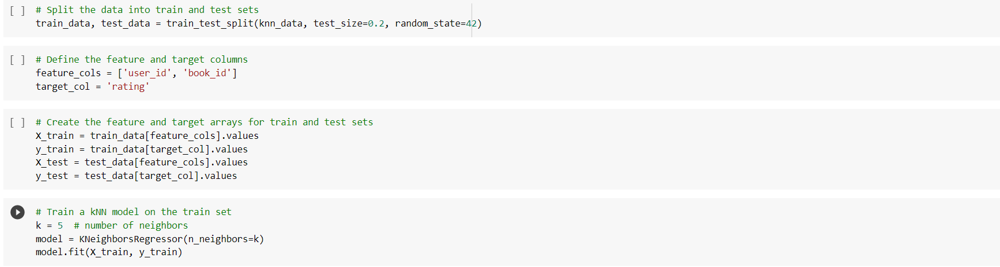 [ ] # Split the data into train and test sets
train_data, test_data = train_test_split(knn_data, test_size=0.2, random_state=42)
[ ] # Define the feature and target columns
feature_cols = ['user_id', 'book_id']
target_col = 'rating'
[ ] # Create the feature and target arrays for train and test sets
X_train = train_data[feature_cols].values
y_train = train_data[target_col].values
X_test = test_data[feature_cols].values
y_test = test_data[target_col].values
# Train a kNN model on the train set
k = 5  # number of neighbors
model = KNeighborsRegressor(n_neighbors=k)
model.fit(X_train, y_train)